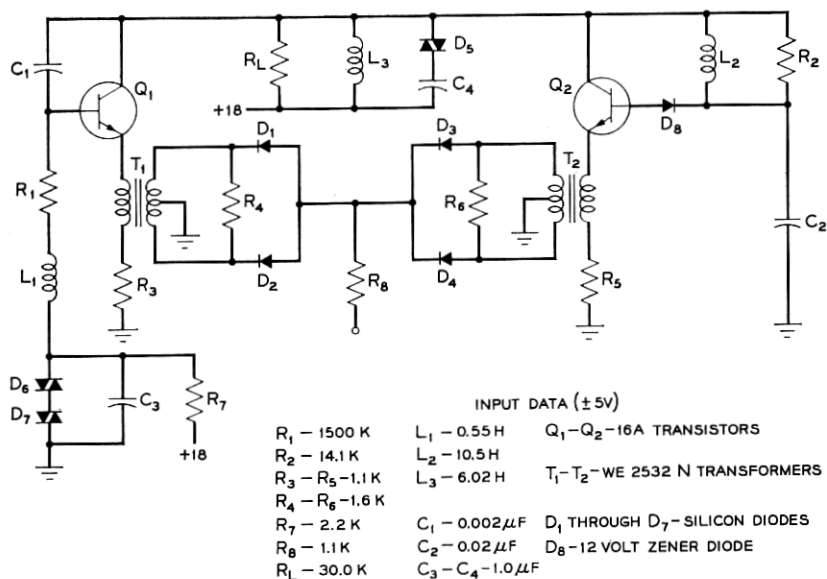 C1
Q1
RL
L3
D5
C4
+18
Q2
L2
R2
D8
D1
D3
T1
R4
R6
T2
R1
D2
D4
R8
C2
L1
R3
R5
D6
D7
C3
R7
+18
INPUT DATA (±5V)
R1 – 1500 K L1 – 0.55 H Q1–Q2–16A TRANSISTORS
R2 – 14.1 K L2 – 10.5 H
R3 – R5 – 1.1 K L3 – 6.02 H T1–T2–WE 2532 N TRANSFORMERS
R4 – R6 – 1.6 K
R7 – 2.2 K C1 – 0.002 μF D1 THROUGH D7 – SILICON DIODES
R8 – 1.1 K C2 – 0.02 μF D8–12 VOLT ZENER DIODE
RL – 30.0 K C3 – C4 – 1.0 μF